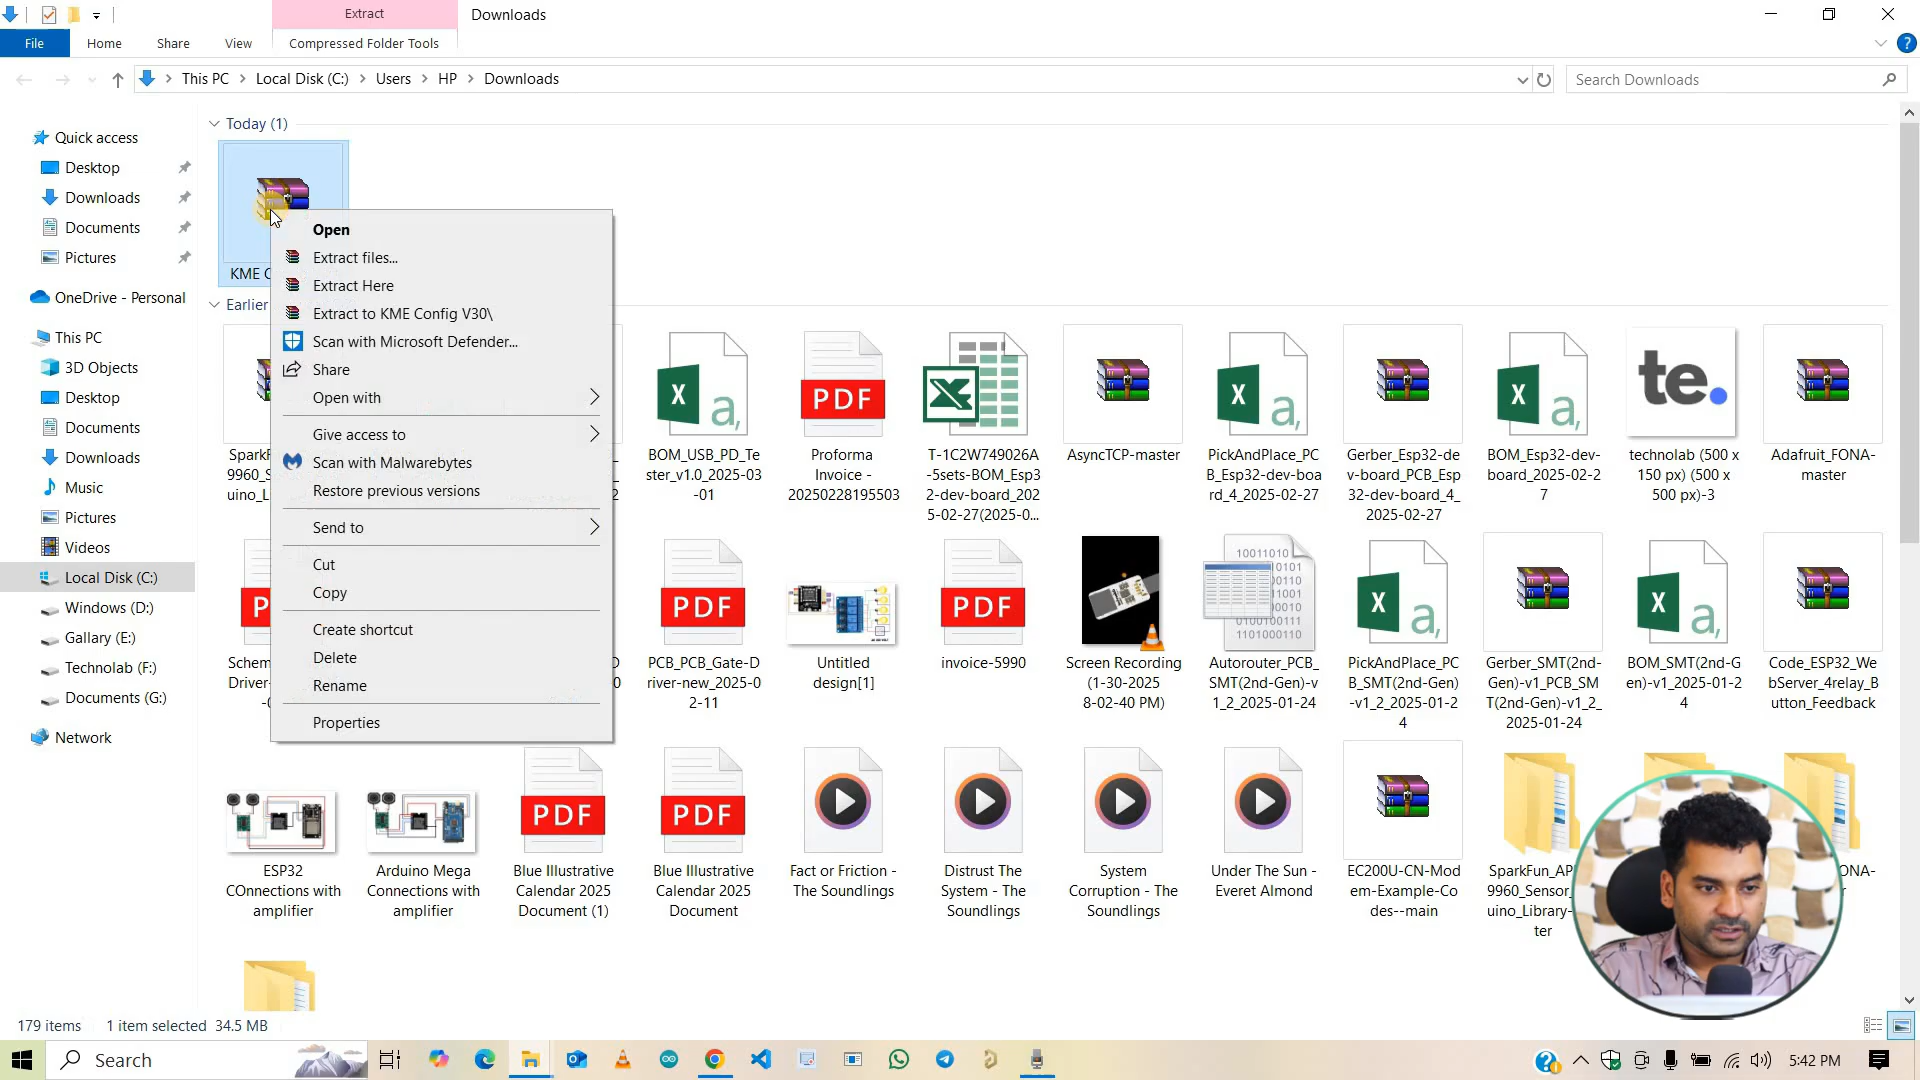 Extract
Downloads
File
Home
Share
View
Compressed Folder Tools
This PC
Local Disk (C:)
Users
HP
Downloads
Search Downloads
Quick access
Desktop
Downloads
Documents
Pictures
OneDrive - Personal
This PC
3D Objects
Desktop
Documents
Downloads
Music
Pictures
Videos
Local Disk (C:)
Windows (D:)
Gallary (E:)
Technolab (F:)
Documents (G:)
Network
Today (1)
KME C
Earlier
Open
Extract files...
Extract Here
Extract to KME Config V30\
Scan with Microsoft Defender...
Share
Open with
Give access to
Scan with Malwarebytes
Restore previous versions
Send to
Cut
Copy
Create shortcut
Delete
Rename
Properties
BOM_USB_PD_Te
ster_v1.0_2025-03
-01
PDF
Proforma
Invoice -
20250228195503
T-1C2W749026A
-5sets-BOM_Esp3
2-dev-board_202
5-02-27(2025-0...
AsyncTCP-master
PickAndPlace_PC
B_Esp32-dev-boa
rd_4_2025-02-27
Gerber_Esp32-de
v-board_PCB_Esp
32-dev-board_4_
2025-02-27
BOM_Esp32-dev-
board_2025-02-2
7
te.
technolab (500 x
150 px) (500 x
500 px)-3
Adafruit_FONA-
master
PDF
PCB_PCB_Gate-D
river-new_2025-0
2-11
Untitled
design[1]
PDF
invoice-5990
Screen Recording
(1-30-2025
8-02-40 PM)
Autorouter_PCB_
SMT(2nd-Gen)-v
1_2_2025-01-24
PickAndPlace_PC
B_SMT(2nd-Gen)
-v1_2_2025-01-2
4
Gerber_SMT(2nd-
Gen)-v1_PCB_SM
T(2nd-Gen)-v1_2_
2025-01-24
BOM_SMT(2nd-G
en)-v1_2025-01-2
4
Code_ESP32_We
bServer_4relay_B
utton_Feedback
ESP32
COnnections with
amplifier
Arduino Mega
Connections with
amplifier
PDF
Blue Illustrative
Calendar 2025
Document (1)
PDF
Blue Illustrative
Calendar 2025
Document
Fact or Friction -
The Soundlings
Distrust The
System - The
Soundlings
System
Corruption - The
Soundlings
Under The Sun -
Everet Almond
EC200U-CN-Mod
em-Example-Co
des--main
SparkFun_AP
9960_Sensor_
uino_Library-
ter
ONA-
179 items
1 item selected 34.5 MB
Search
5:42 PM